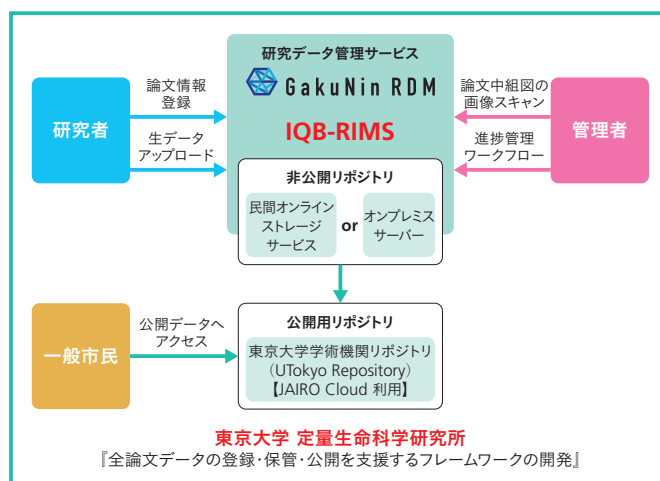 研究データ管理サービス
GakuNin RDM
IQB-RIMS
研究者
論文情報
登録
生データ
アップロード
論文中組図の
画像スキャン
進捗管理
ワークフロー
管理者
非公開リポジトリ
民間オンライン
ストレージ
サービス
or
オンプレミス
サーバー
一般市民
公開データへ
アクセス
公開用リポジトリ
東京大学学術機関リポジトリ
(UTokyo Repository)
【JAIRO Cloud 利用】
東京大学 定量生命科学研究所
『全論文データの登録・保管・公開を支援するフレームワークの開発』